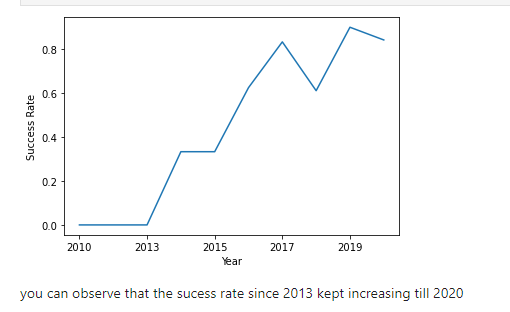 0.8
0.6
0.4
0.2
0.0
Success Rate
2010 2013 2015 2017 2019
Year
you can observe that the sucess rate since 2013 kept increasing till 2020